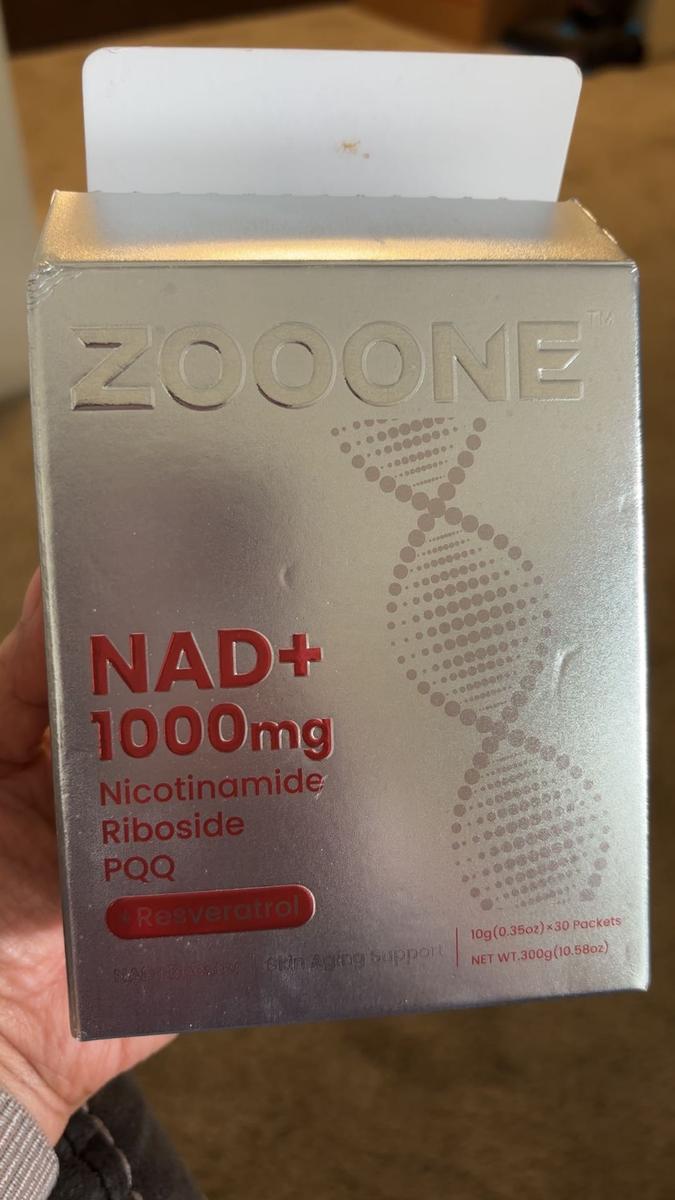 ZOOONE™
NAD+
1000mg
Nicotinamide
Riboside
PQQ
+Resveratrol
Skin Aging Support
10g(0.35oz)×30 Packets
NET WT.300g(10.58oz)